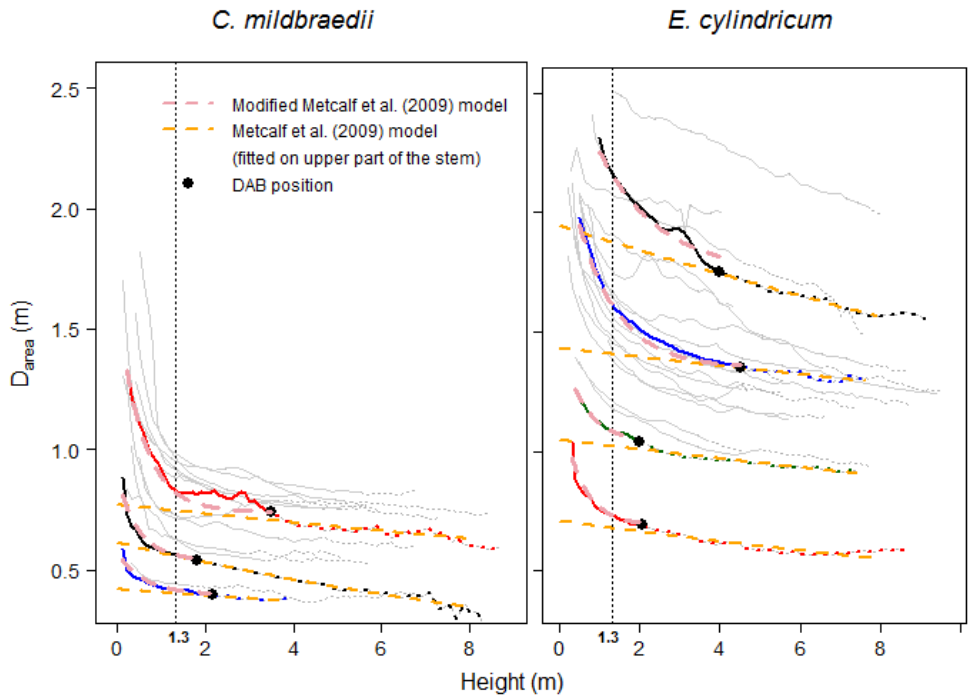 C. mildbraedii
E. cylindricum
Modified Metcalf et al. (2009) model
Metcalf et al. (2009) model
(fitted on upper part of the stem)
DAB position
D area (m)
2.5
2.0
1.5
1.0
0.5
0
1.3
2
4
6
8
0
1.3
2
4
6
8
Height (m)